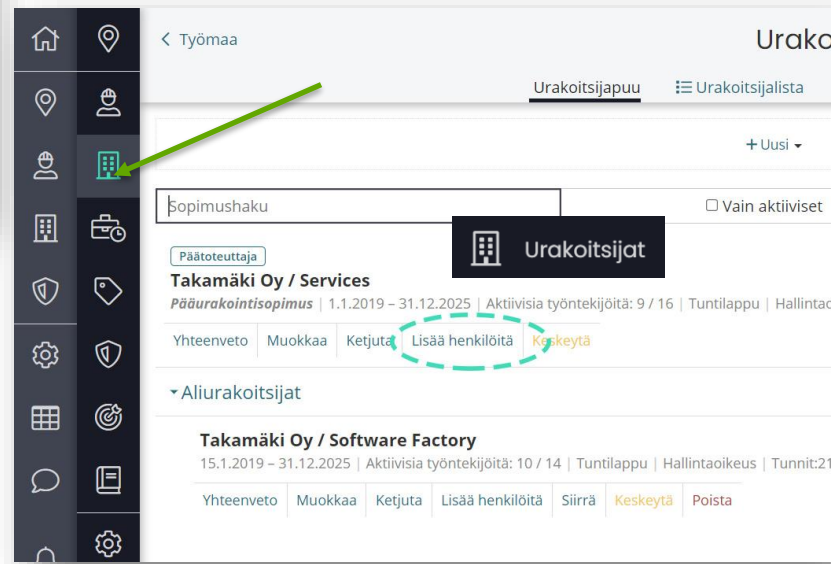 Työmaa
Urako
Urakoitsijapuu
Urakoitsijalista
+ Uusi
Sopimushaku
Vain aktiiviset
Urakoitsijat
Päätoteuttaja
Takamäki Oy / Services
Pääurakointisopimus | 1.1.2019 – 31.12.2025 | Aktiivisia työntekijöitä: 9 / 16 | Tuntilappu | Hallintao
Yhteenveto Muokkaa Ketjuta Lisää henkilöitä Keskeytä
Aliurakoitsijat
Takamäki Oy / Software Factory
15.1.2019 – 31.12.2025 | Aktiivisia työntekijöitä: 10 / 14 | Tuntilappu | Hallintaoikeus | Tunnit:21
Yhteenveto Muokkaa Ketjuta Lisää henkilöitä Siirrä Keskeytä Poista